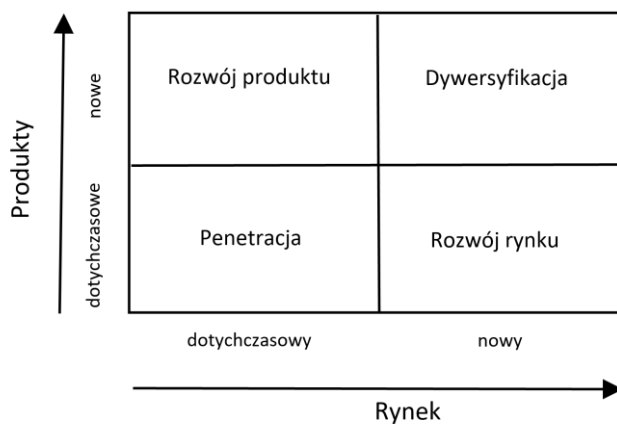 Rozwój produktu
Dywersyfikacja
nowe
Produkty
Penetracja
Rozwój rynku
dotychczasowe
dotychczasowy
nowy
Rynek